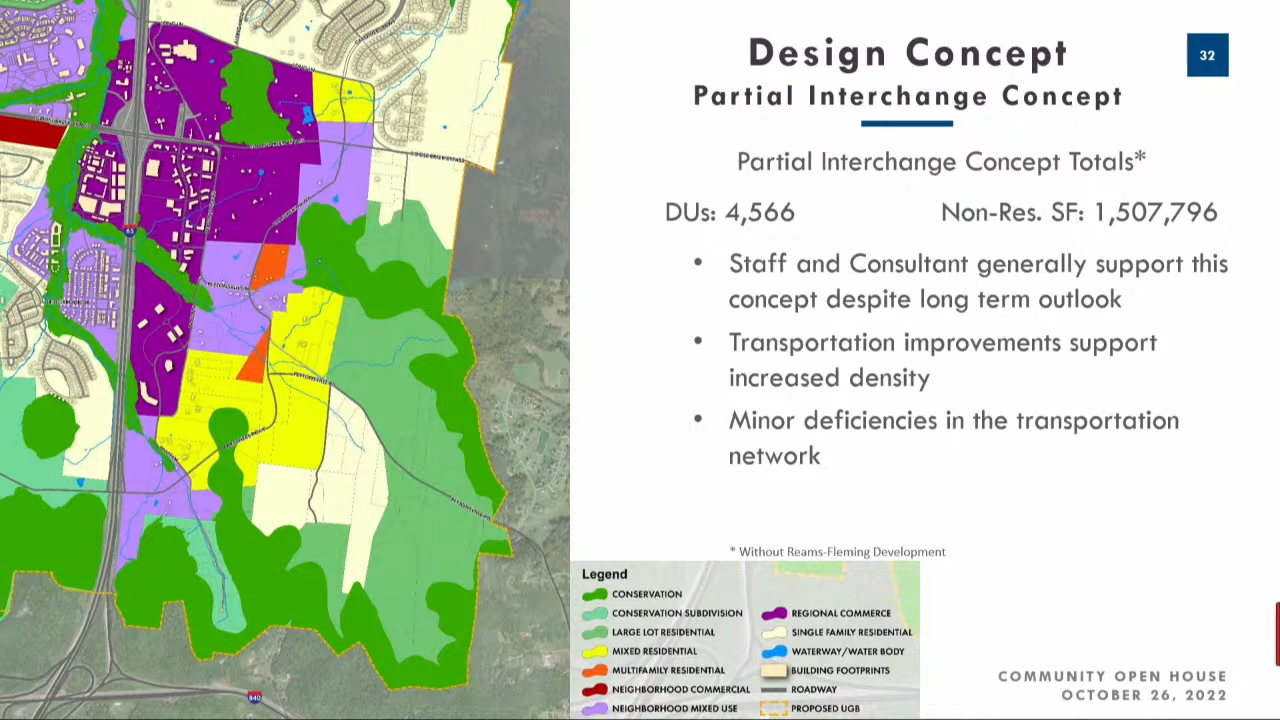 Design Concept
32
Partial Interchange Concept
Partial Interchange Concept Totals*
DUs: 4,566
Non-Res. SF: 1,507,796
• Staff and Consultant generally support this
concept despite long term outlook
• Transportation improvements support
increased density
• Minor deficiencies in the transportation
network
* Without Reams-Fleming Development
Legend
CONSERVATION
CONSERVATION SUBDIVISION
LARGE LOT RESIDENTIAL
MIXED RESIDENTIAL
MULTIFAMILY RESIDENTIAL
NEIGHBORHOOD COMMERCIAL
NEIGHBORHOOD MIXED USE
REGIONAL COMMERCE
SINGLE FAMILY RESIDENTIAL
WATERWAY/WATER BODY
BUILDING FOOTPRINTS
ROADWAY
PROPOSED UGB
COMMUNITY OPEN HOUSE
OCTOBER 26, 2022
65
840